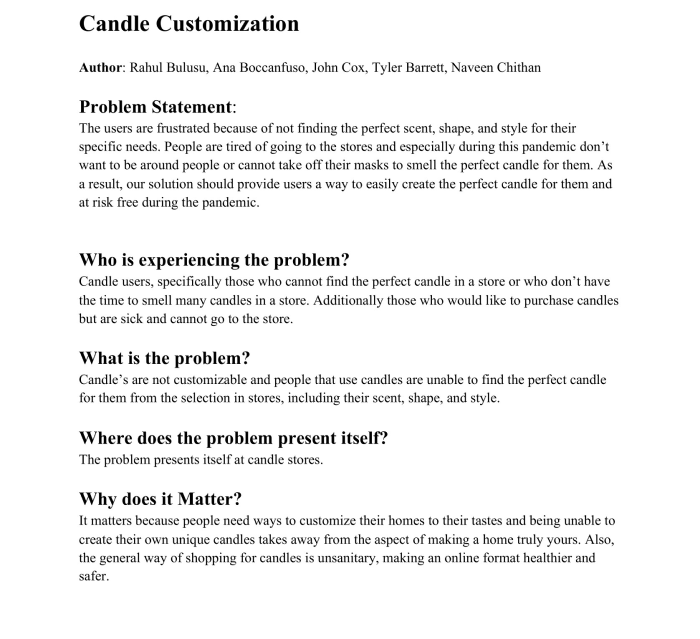 Candle Customization
Author: Rahul Bulusu, Ana Boccanfuso, John Cox, Tyler Barrett, Naveen Chithan
Problem Statement:
The users are frustrated because of not finding the perfect scent, shape, and style for their
specific needs. People are tired of going to the stores and especially during this pandemic don’t
want to be around people or cannot take off their masks to smell the perfect candle for them. As
a result, our solution should provide users a way to easily create the perfect candle for them and
at risk free during the pandemic.
Who is experiencing the problem?
Candle users, specifically those who cannot find the perfect candle in a store or who don’t have
the time to smell many candles in a store. Additionally those who would like to purchase candles
but are sick and cannot go to the store.
What is the problem?
Candle’s are not customizable and people that use candles are unable to find the perfect candle
for them from the selection in stores, including their scent, shape, and style.
Where does the problem present itself?
The problem presents itself at candle stores.
Why does it Matter?
It matters because people need ways to customize their homes to their tastes and being unable to
create their own unique candles takes away from the aspect of making a home truly yours. Also,
the general way of shopping for candles is unsanitary, making an online format healthier and
safer.